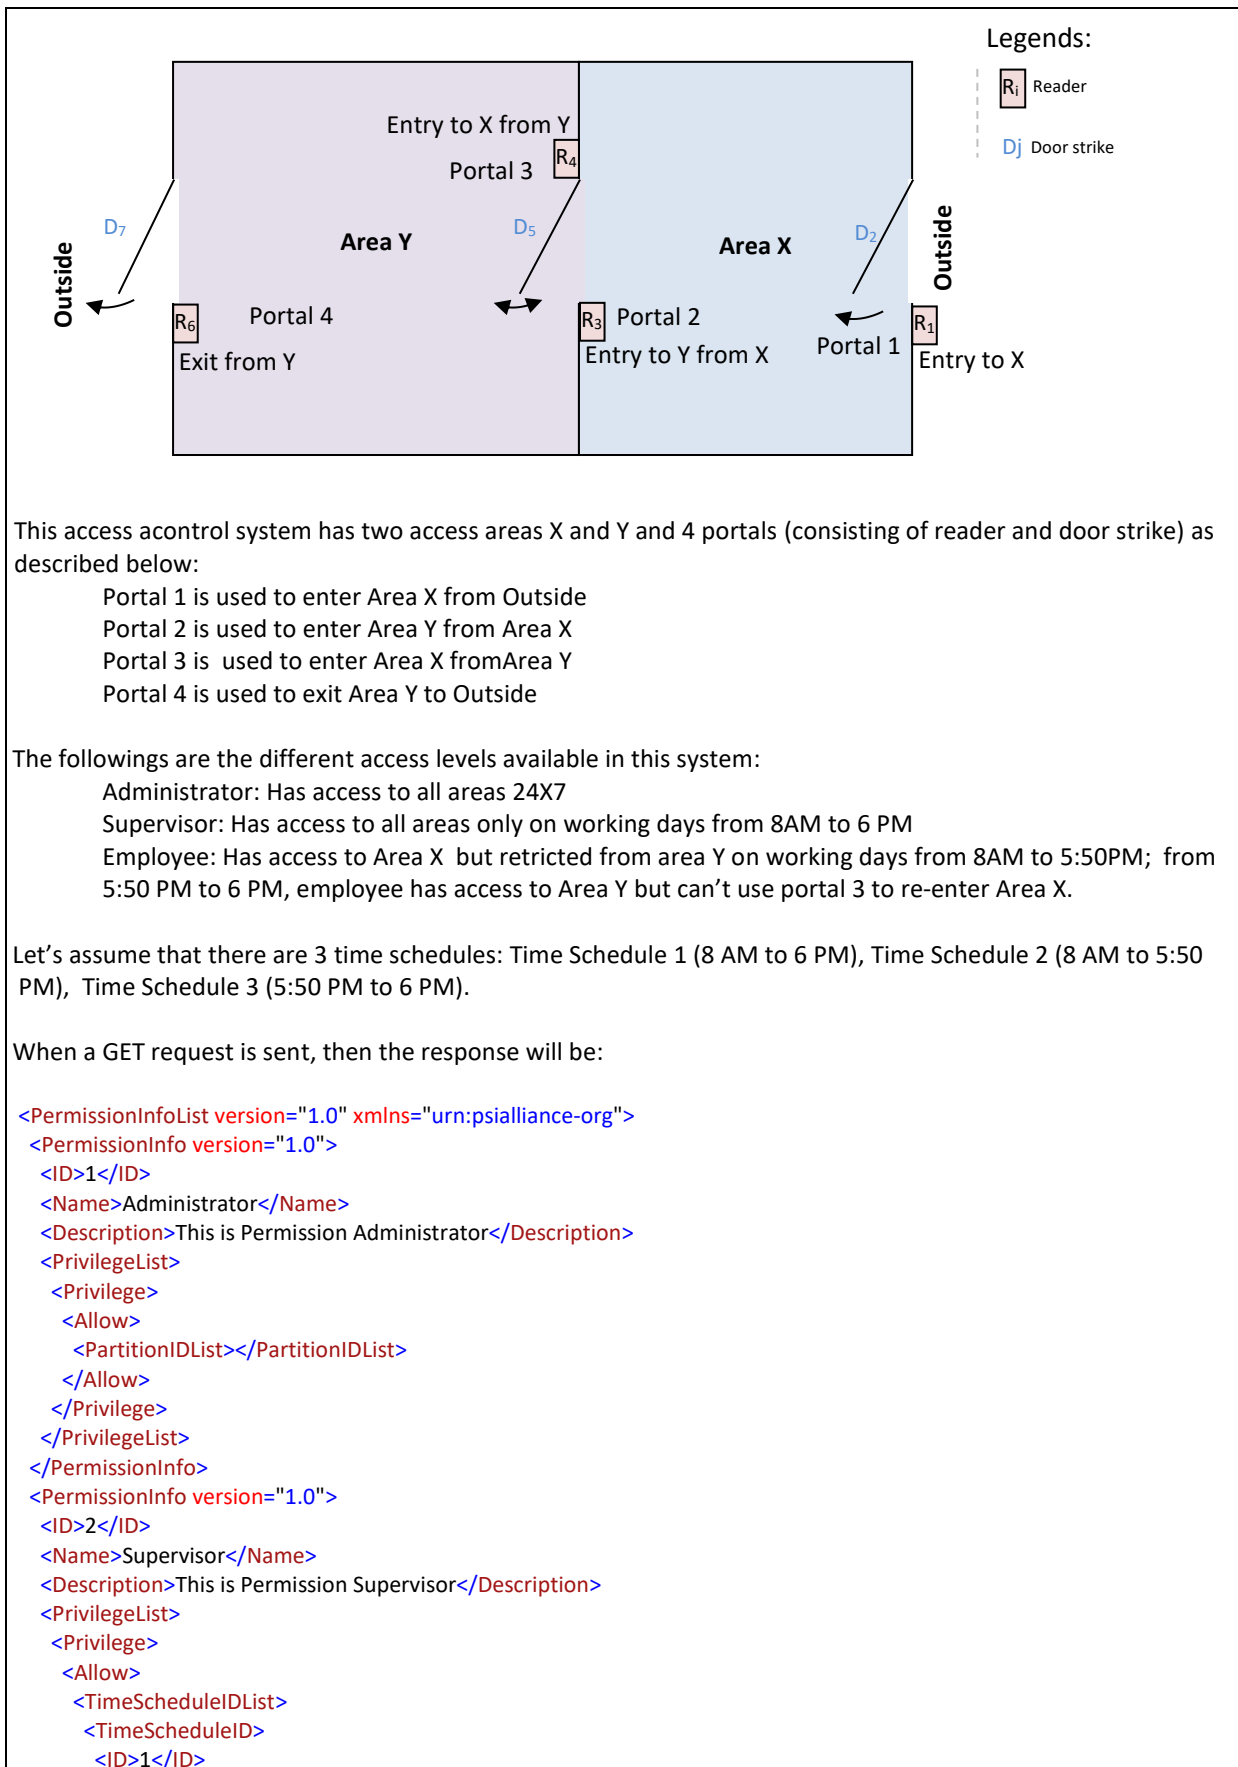 Legends:
Ri Reader
Dj Door strike
Entry to X from Y
R4
Portal 3
D7
D5
D2
Outside
Area Y
Area X
Outside
R6
Portal 4
R3
Portal 2
Portal 1
R1
Exit from Y
Entry to Y from X
Entry to X
This access acontrol system has two access areas X and Y and 4 portals (consisting of reader and door strike) as
described below:
Portal 1 is used to enter Area X from Outside
Portal 2 is used to enter Area Y from Area X
Portal 3 is  used to enter Area X fromArea Y
Portal 4 is used to exit Area Y to Outside
The followings are the different access levels available in this system:
Administrator: Has access to all areas 24X7
Supervisor: Has access to all areas only on working days from 8AM to 6 PM
Employee: Has access to Area X  but retricted from area Y on working days from 8AM to 5:50PM;  from
5:50 PM to 6 PM, employee has access to Area Y but can't use portal 3 to re-enter Area X.
Let's assume that there are 3 time schedules: Time Schedule 1 (8 AM to 6 PM), Time Schedule 2 (8 AM to 5:50
PM),  Time Schedule 3 (5:50 PM to 6 PM).
When a GET request is sent, then the response will be:
<PermissionInfoList version="1.0" xmlns="urn:psialliance-org">
<PermissionInfo version="1.0">
<ID>1</ID>
<Name>Administrator</Name>
<Description>This is Permission Administrator</Description>
<PrivilegeList>
<Privilege>
<Allow>
<PartitionIDList></PartitionIDList>
</Allow>
</Privilege>
</PrivilegeList>
</PermissionInfo>
<PermissionInfo version="1.0">
<ID>2</ID>
<Name>Supervisor</Name>
<Description>This is Permission Supervisor</Description>
<PrivilegeList>
<Privilege>
<Allow>
<TimeScheduleIDList>
<TimeScheduleID>
<ID>1</ID>